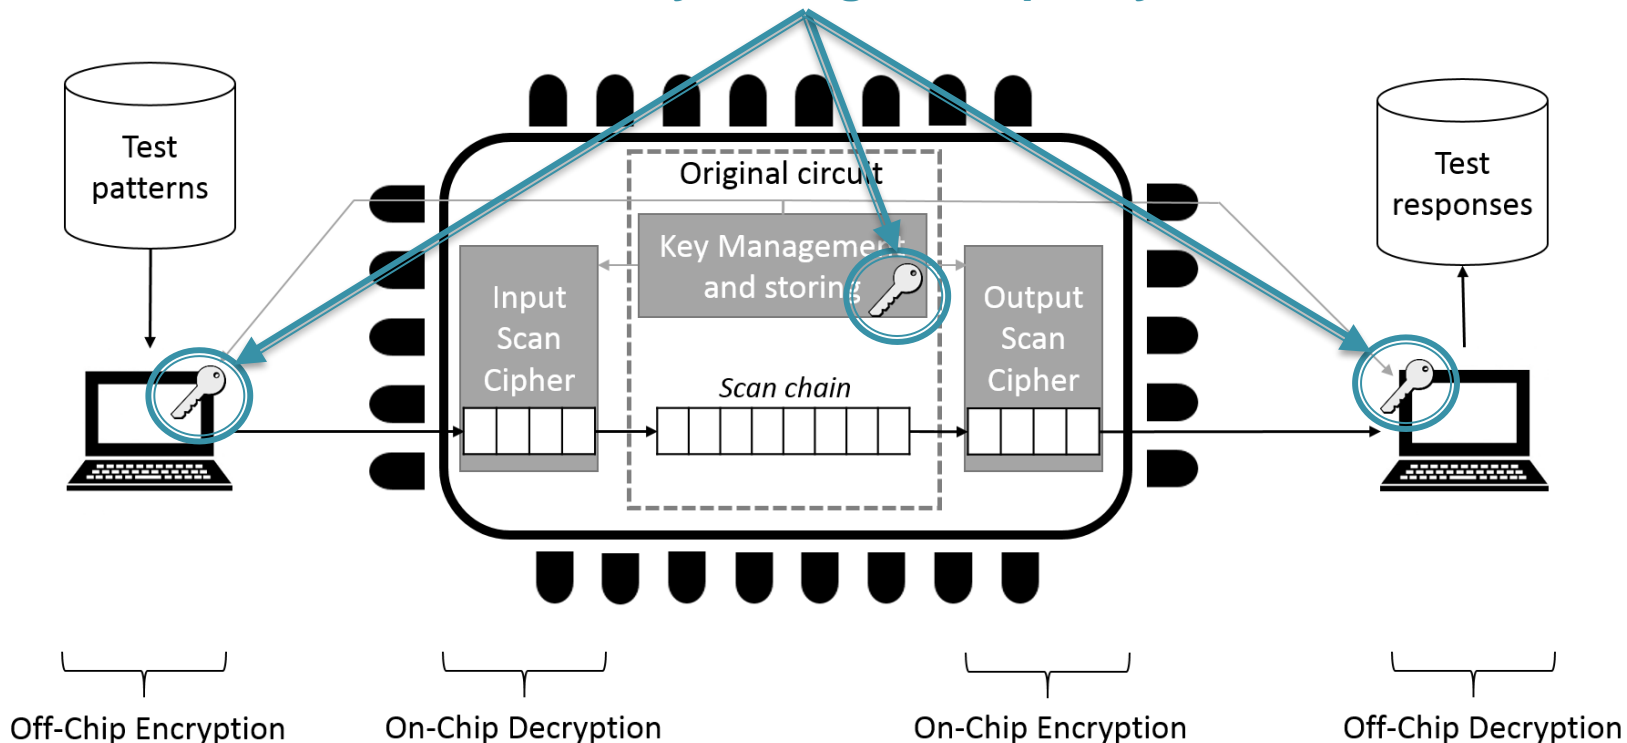 Test
patterns
Original circuit
Key Management
and storing
Input
Scan
Cipher
Output
Scan
Cipher
Scan chain
Test
responses
Off-Chip Encryption
On-Chip Decryption
On-Chip Encryption
Off-Chip Decryption